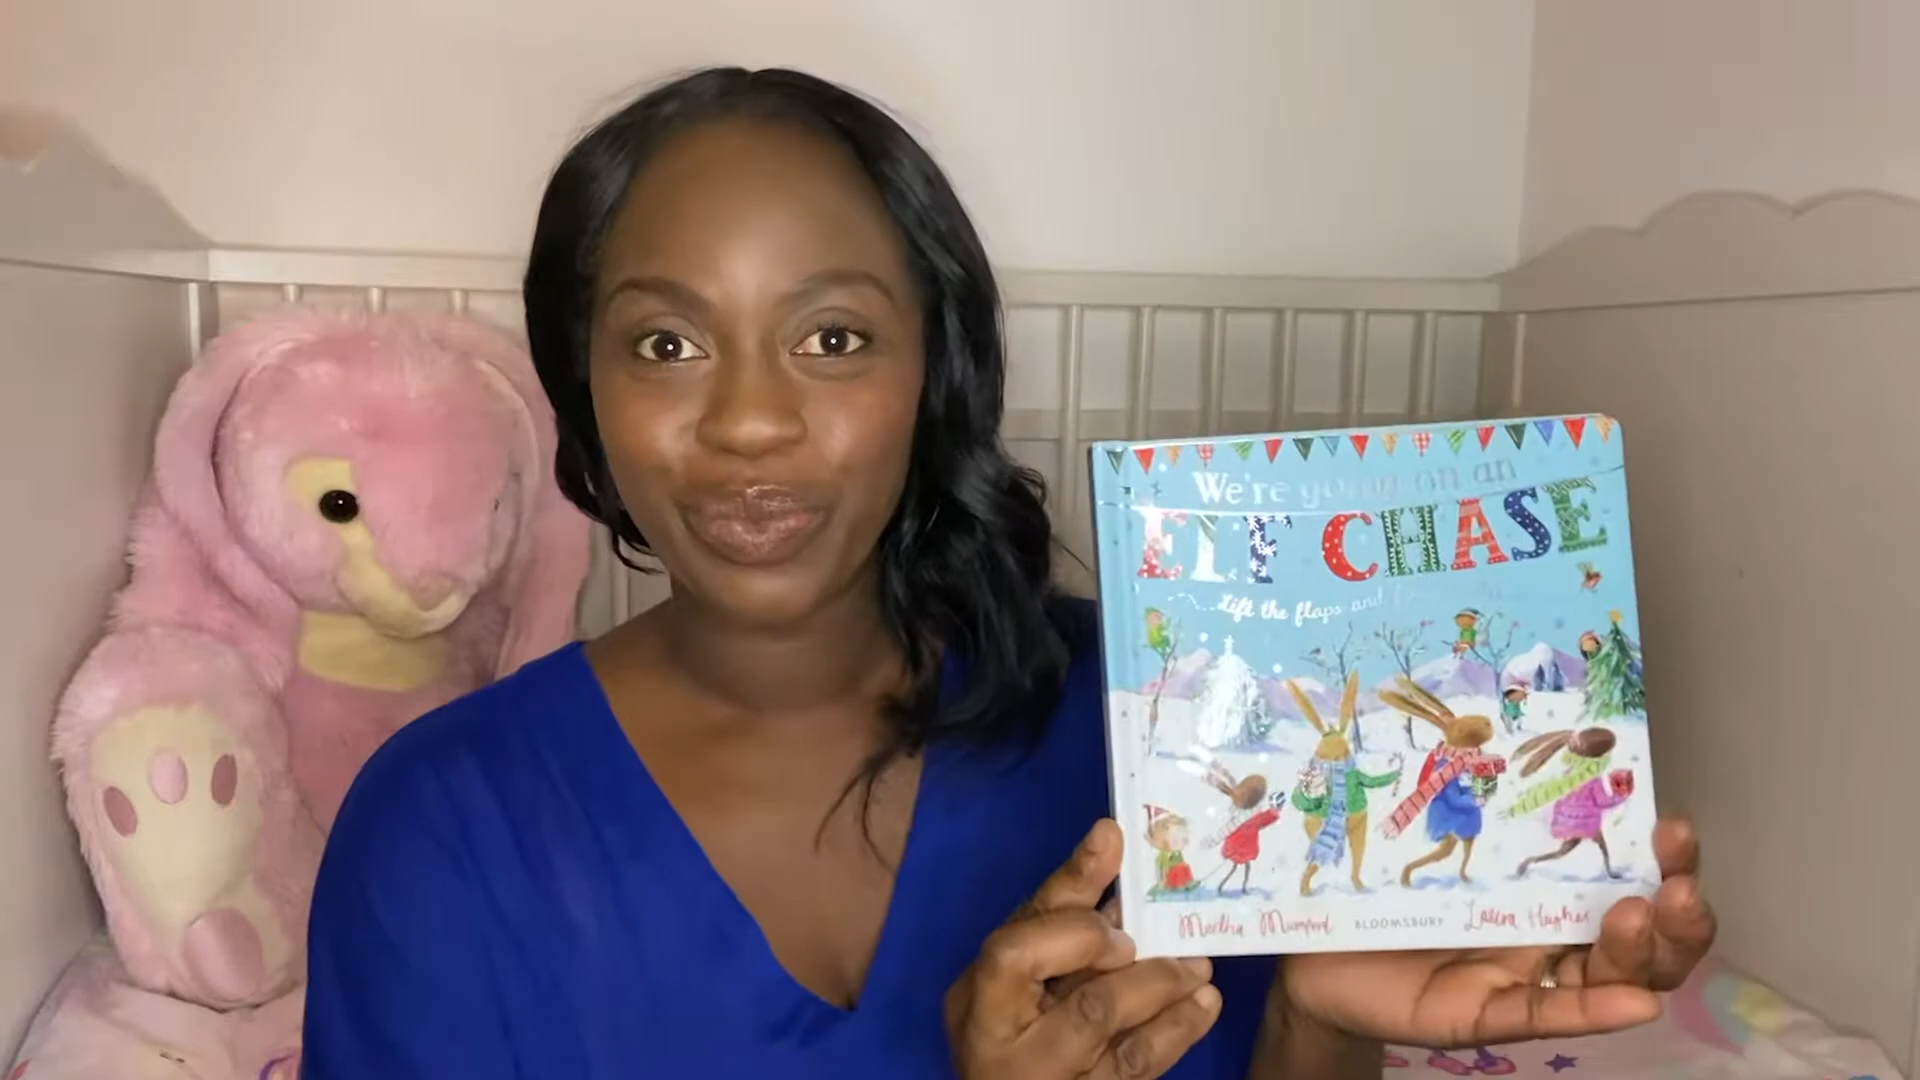 We're going on an
ELF CHASE
Lift the flaps and
Martha Mumford BLOOMSBURY Laura Hughes